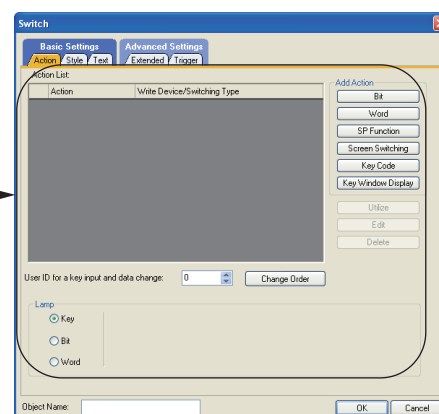 Switch
Basic Settings Advanced Settings
Action Style Text Extended Trigger
Action List:
Action Write Device/Switching Type
Add Action
Bit
Word
SP Function
Screen Switching
Key Code
Key Window Display
Utilize
Edit
Delete
User ID for a key input and data change: 0 Change Order
Lamp
Key
Bit
Word
Object Name: OK Cancel